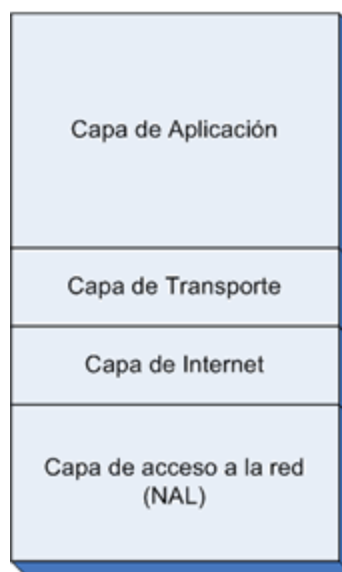 Capa de Aplicación
Capa de Transporte
Capa de Internet
Capa de acceso a la red
(NAL)